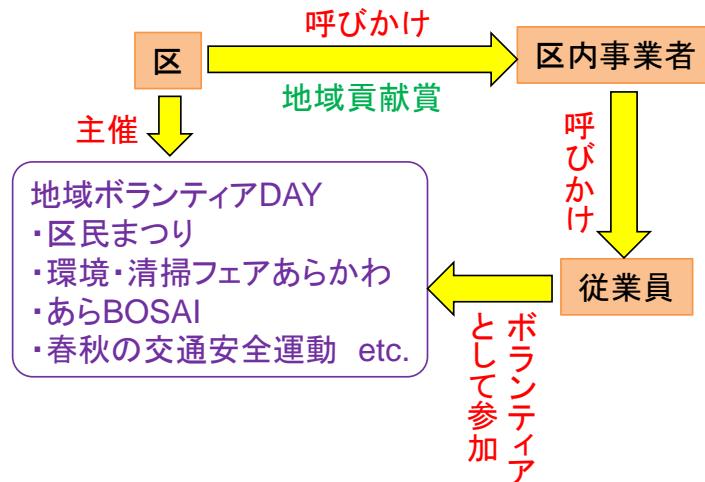 呼びかけ
区
区内事業者
地域貢献賞
主催
呼びかけ
地域ボランティアDAY
・区民まつり
・環境・清掃フェアあらかわ
・あらBOSAI
・春秋の交通安全運動　etc.
従業員
ボランティア
として参加